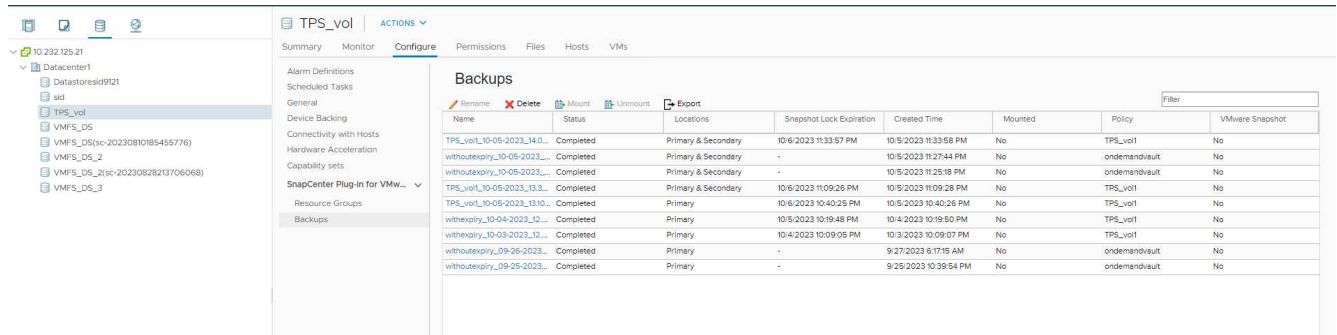 TPS_vol ACTIONS
Summary Monitor Configure Permissions Files Hosts VMs
10.232.125.21
Datacenter1
Datastoresid9121
sid
TPS_vol
VMFS_DS
VMFS_DS(sc-20230810185455776)
VMFS_DS_2
VMFS_DS_2(sc-20230828213706068)
VMFS_DS_3
Alarm Definitions
Scheduled Tasks
General
Device Backing
Connectivity with Hosts
Hardware Acceleration
Capability sets
SnapCenter Plug-in for VMw...
Resource Groups
Backups
Backups
Rename Delete Mount Unmount Export Filter
Name Status Locations Snapshot Lock Expiration Created Time Mounted Policy VMware Snapshot
TPS_vol1_10-05-2023_14.0... Completed Primary & Secondary 10/6/2023 11:33:57 PM 10/5/2023 11:33:58 PM No TPS_vol1 No
withoutexpiry_10-05-2023_... Completed Primary & Secondary - 10/5/2023 11:27:44 PM No ondemandvault No
withoutexpiry_10-05-2023_... Completed Primary & Secondary - 10/5/2023 11:25:18 PM No ondemandvault No
TPS_vol1_10-05-2023_13.3... Completed Primary & Secondary 10/6/2023 11:09:26 PM 10/5/2023 11:09:28 PM No TPS_vol1 No
TPS_vol1_10-05-2023_13.10... Completed Primary 10/6/2023 10:40:25 PM 10/5/2023 10:40:26 PM No TPS_vol1 No
withexpiry_10-04-2023_12.... Completed Primary 10/5/2023 10:19:48 PM 10/4/2023 10:19:50 PM No TPS_vol1 No
withexpiry_10-03-2023_12.... Completed Primary 10/4/2023 10:09:05 PM 10/3/2023 10:09:07 PM No TPS_vol1 No
withoutexpiry_09-26-2023... Completed Primary - 9/27/2023 6:17:15 AM No ondemandvault No
withoutexpiry_09-25-2023... Completed Primary - 9/25/2023 10:39:54 PM No ondemandvault No